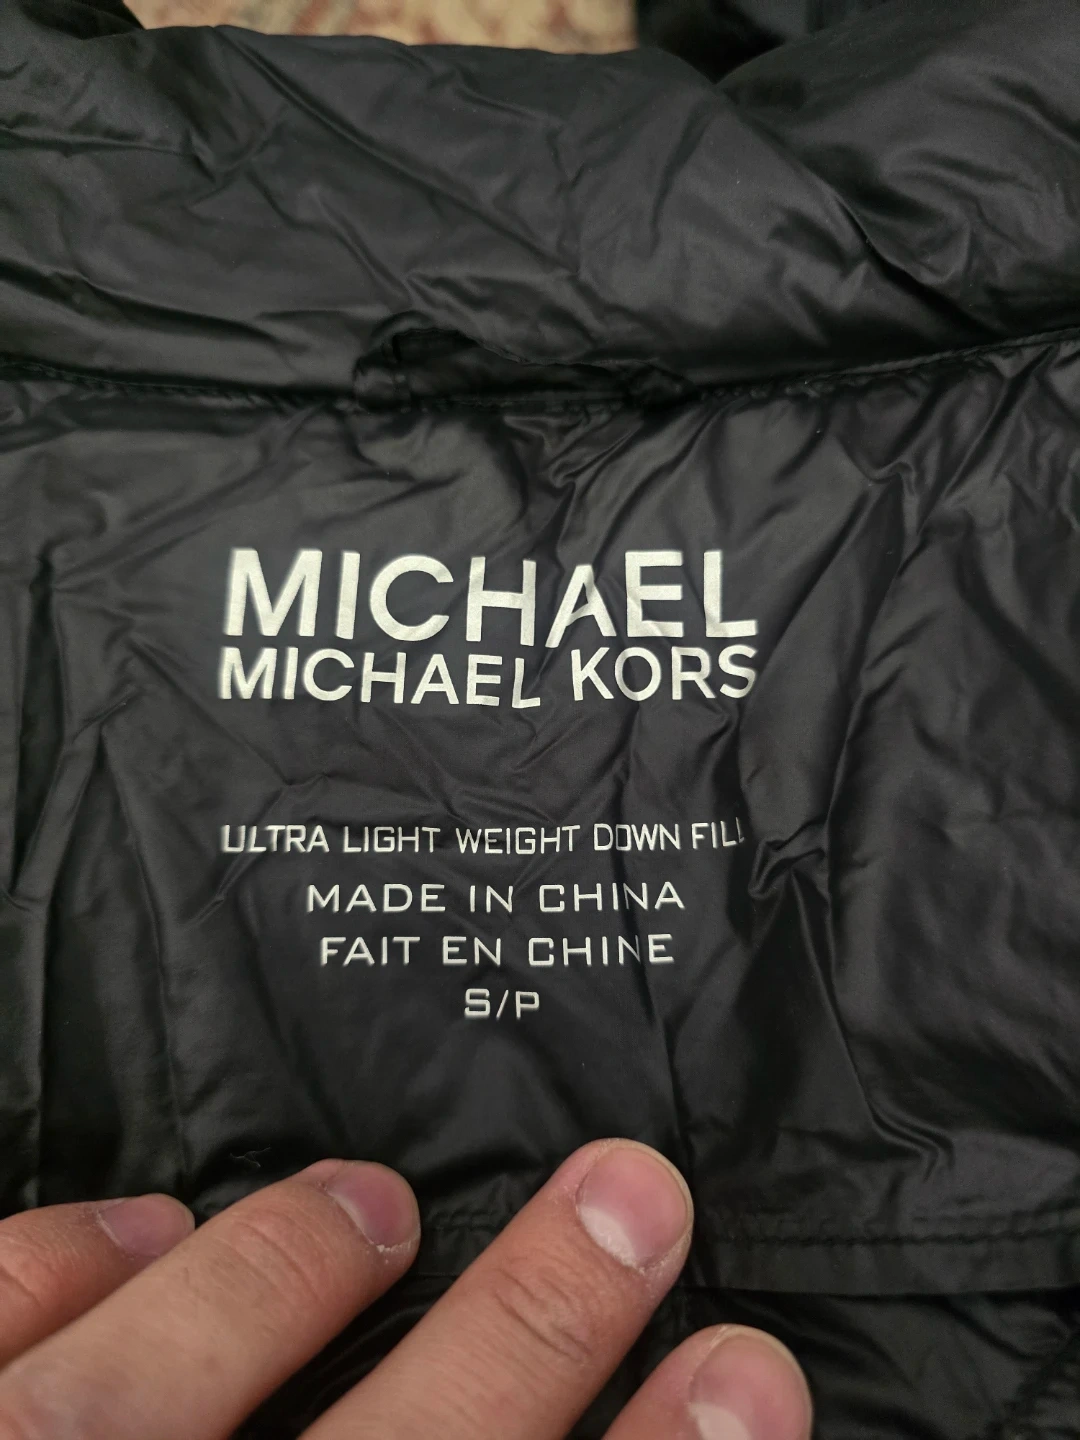 MICHAEL
MICHAEL KORS
ULTRA LIGHT WEIGHT DOWN FILL
MADE IN CHINA
FAIT EN CHINE
S/P